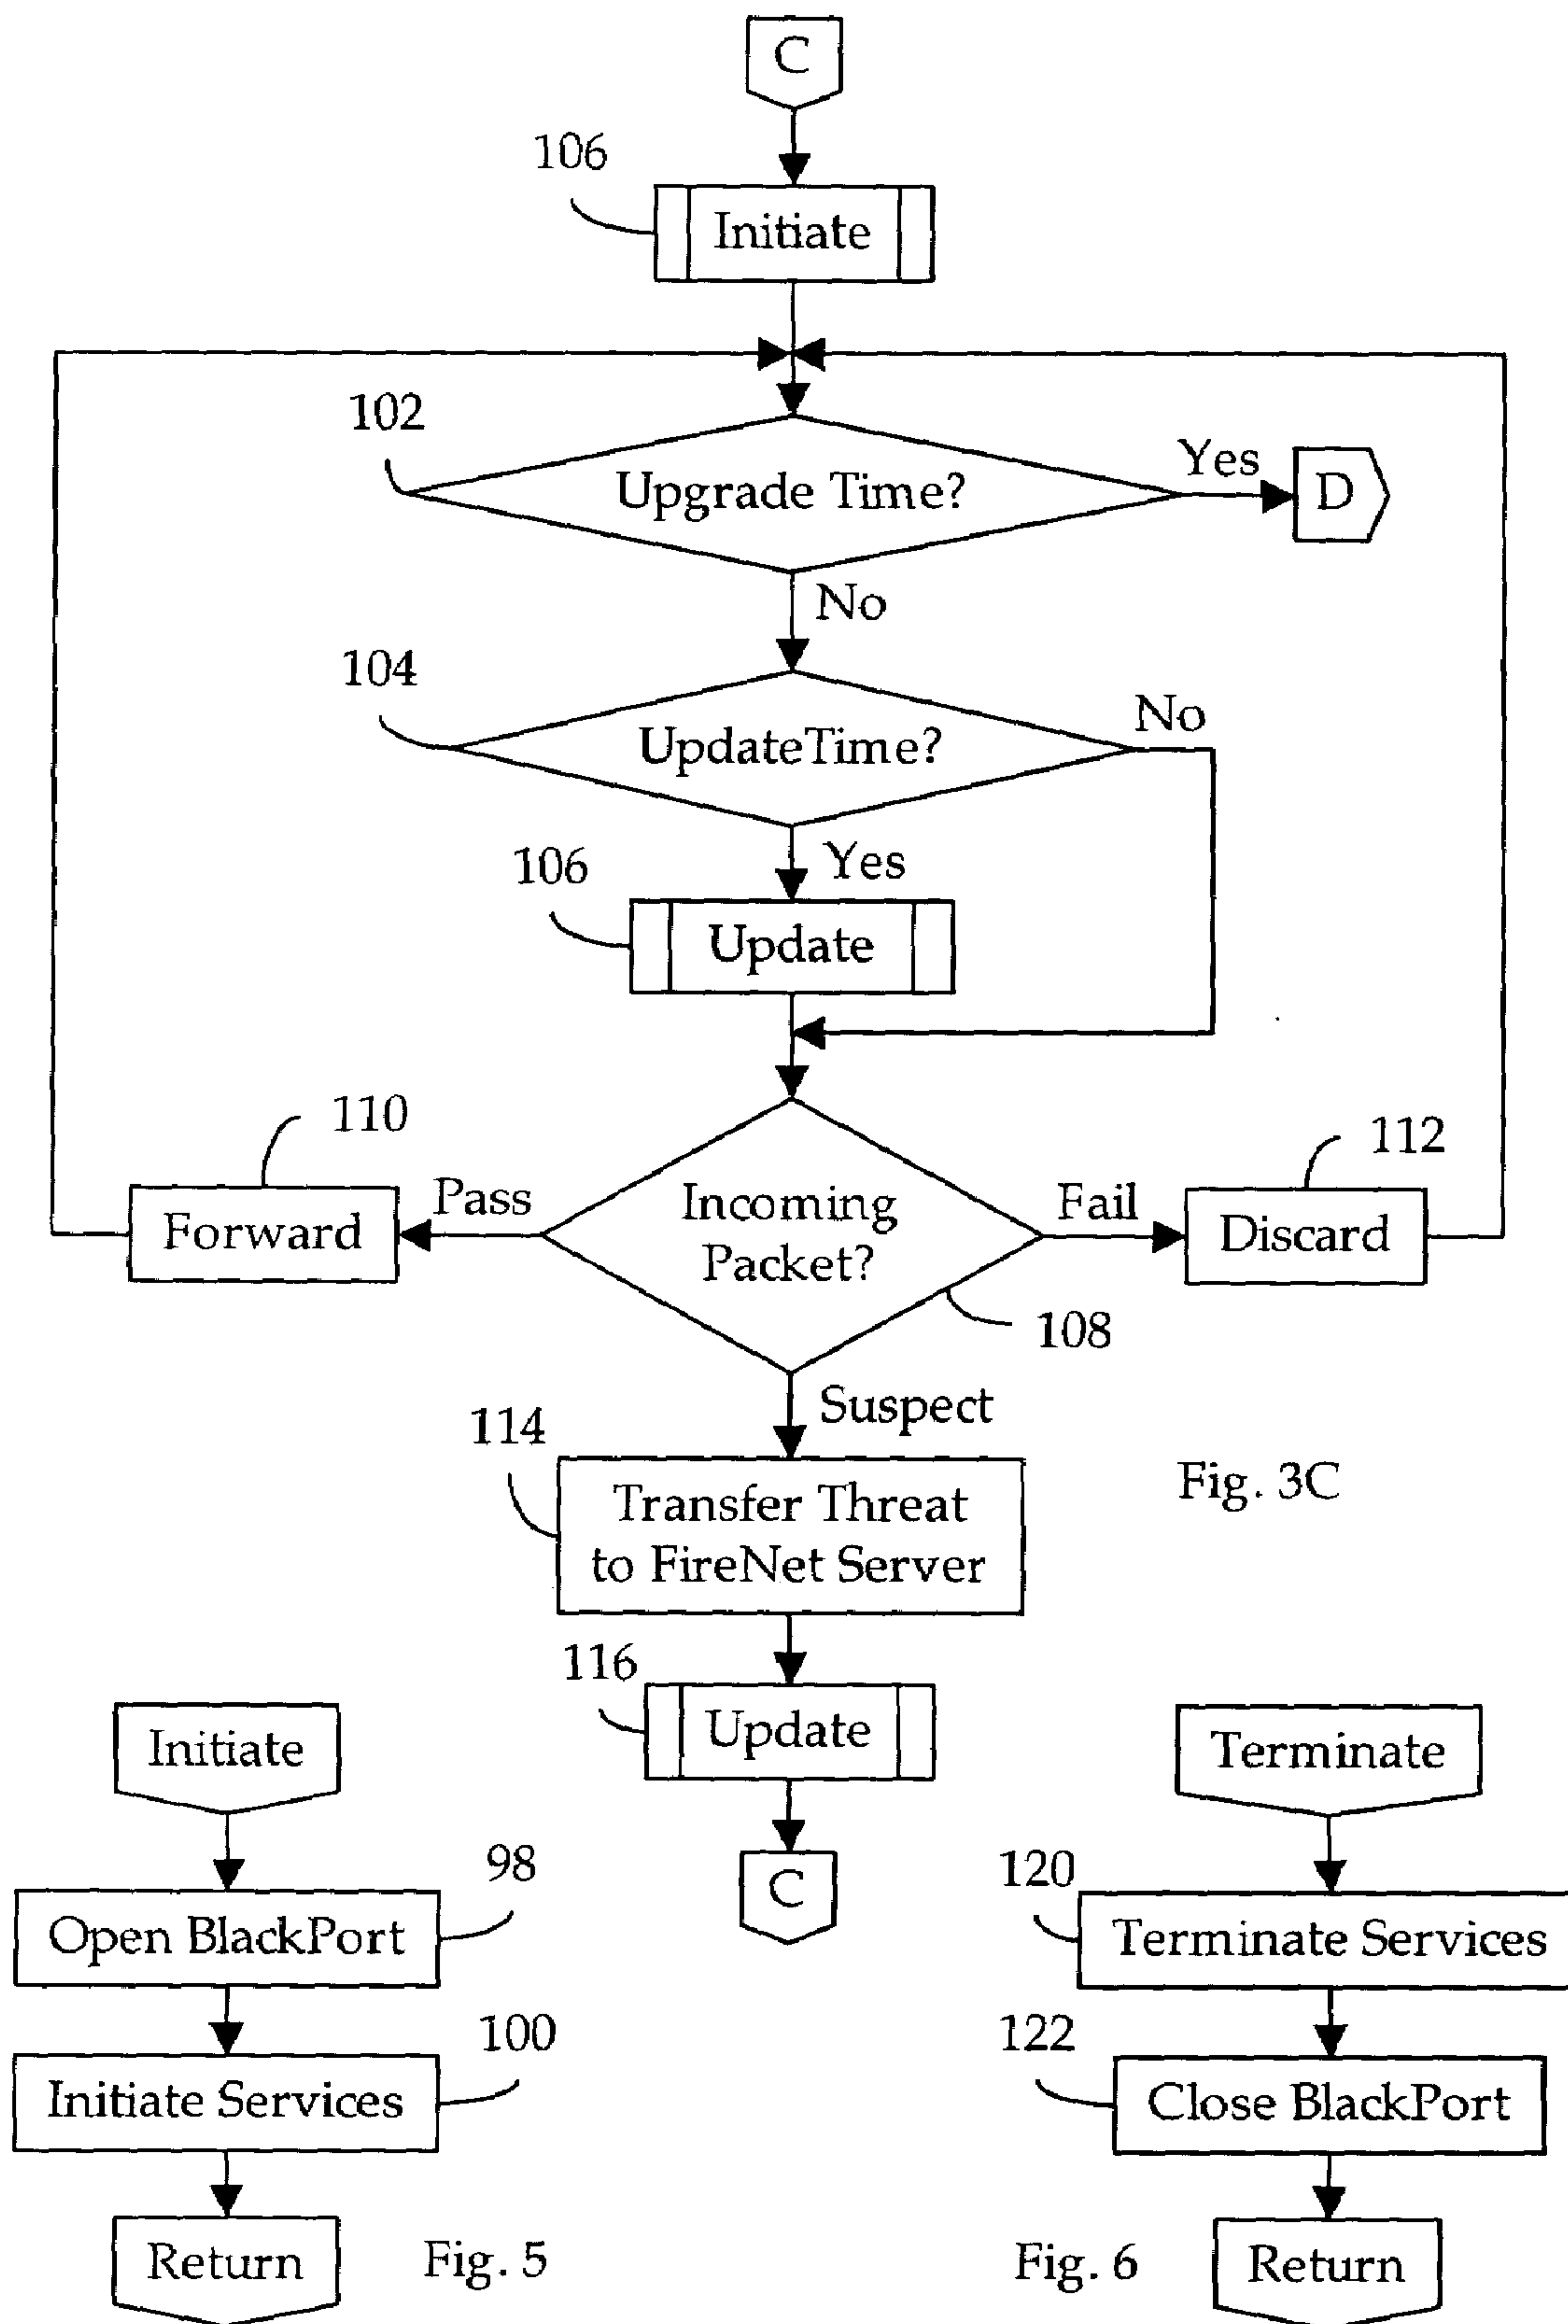 C
106
Initiate
102
Upgrade Time?
Yes
D
No
104
UpdateTime?
No
106
Yes
Update
110
112
Forward
Pass
Incoming
Packet?
Fail
Discard
108
Suspect
114
Transfer Threat
to FireNet Server
Fig. 3C
116
Update
C
Initiate
98
Open BlackPort
100
Initiate Services
Return
Fig. 5
Terminate
120
Terminate Services
122
Close BlackPort
Fig. 6
Return